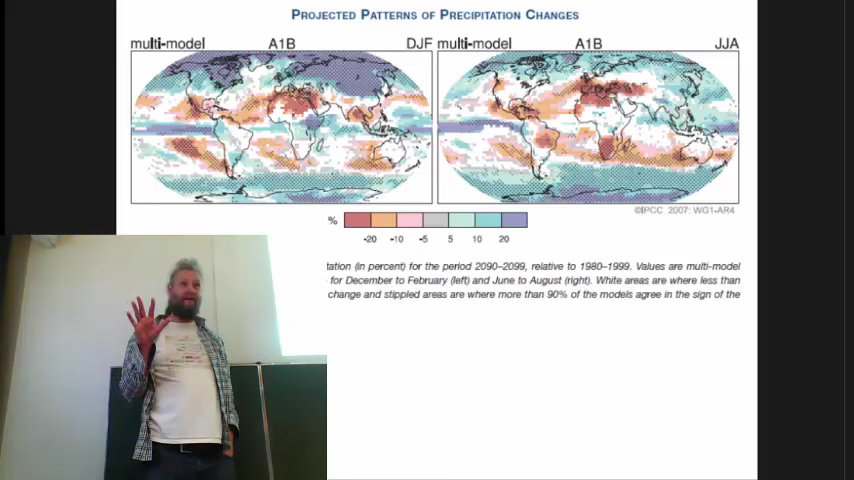 PROJECTED PATTERNS OF PRECIPITATION CHANGES
multi-model A1B DJF
multi-model A1B JJA
©IPCC 2007: WG1-AR4
%
-20 -10 -5 5 10 20
tation (in percent) for the period 2090–2099, relative to 1980–1999. Values are multi-model
for December to February (left) and June to August (right). White areas are where less than
change and stippled areas are where more than 90% of the models agree in the sign of the